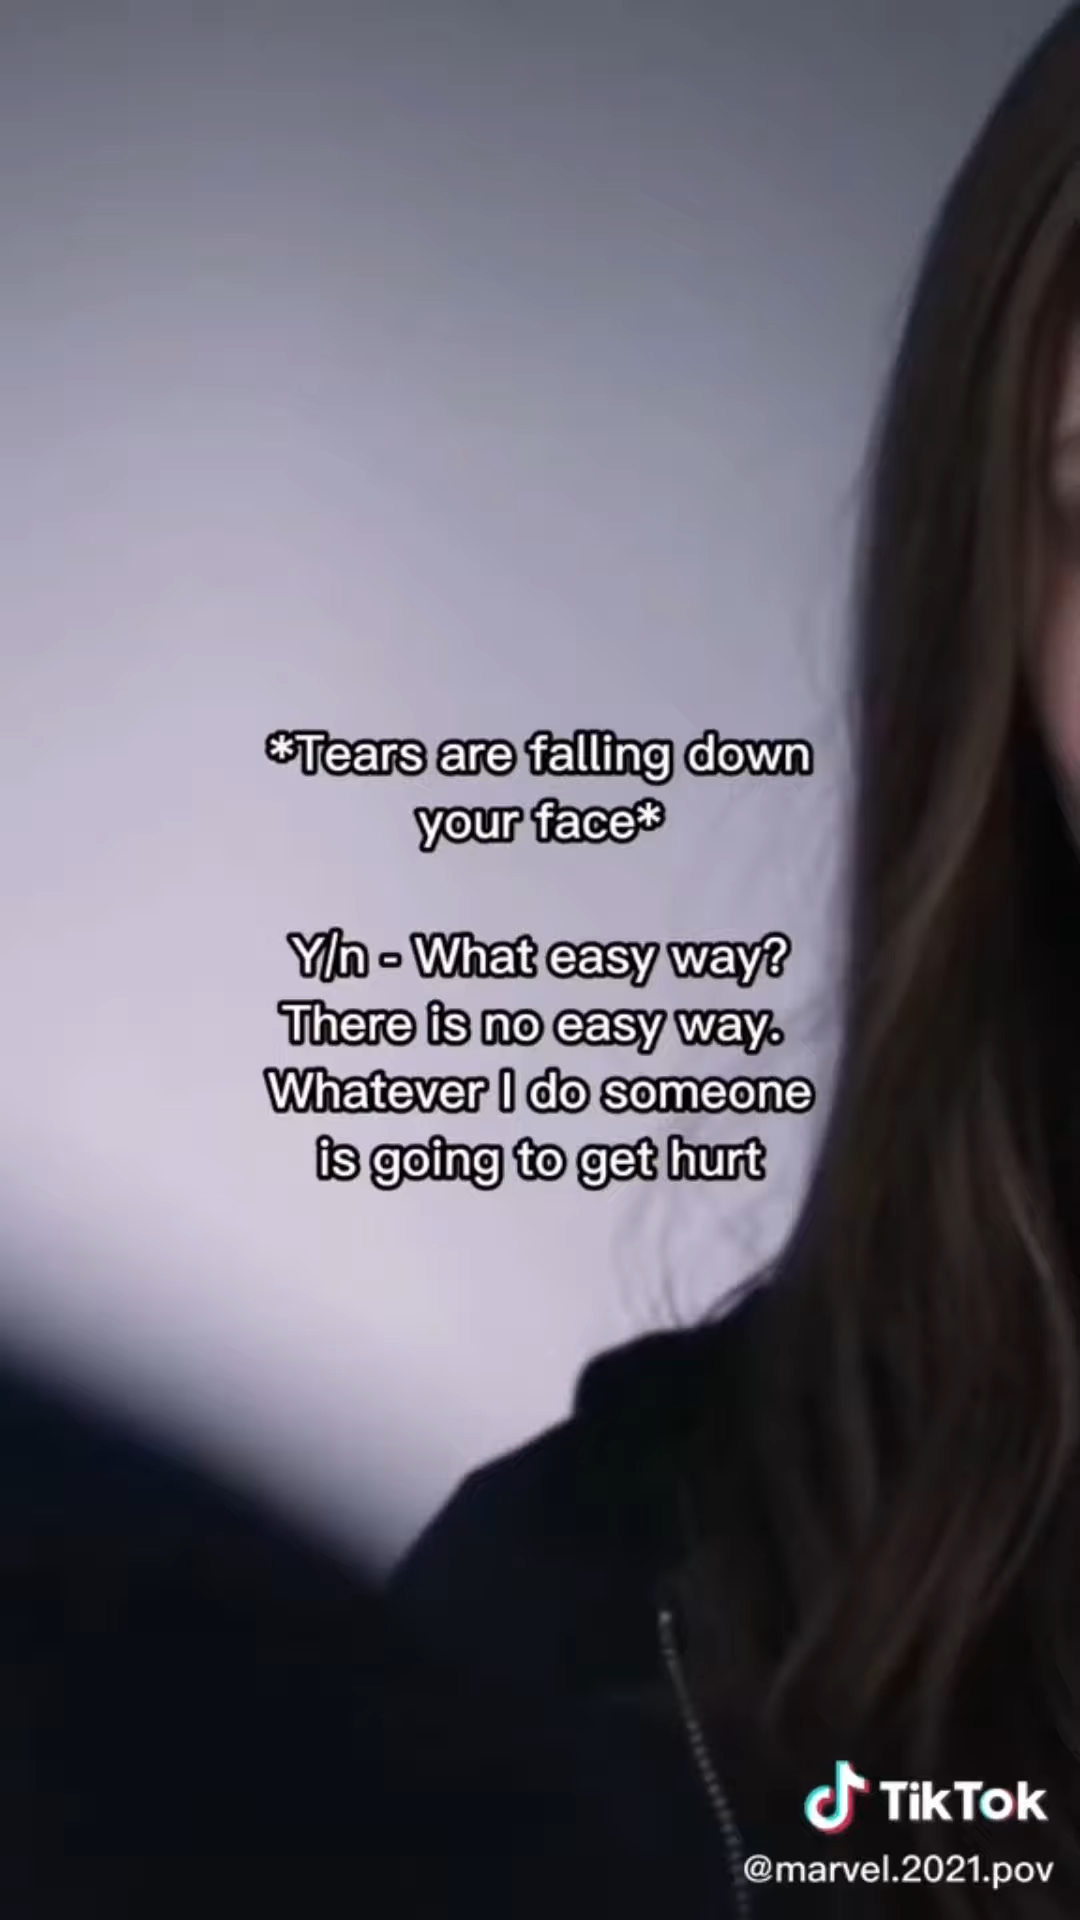 *Tears are falling down
your face*
Y/n - What easy way?
There is no easy way.
Whatever I do someone
is going to get hurt
TikTok
@marvel.2021.pov